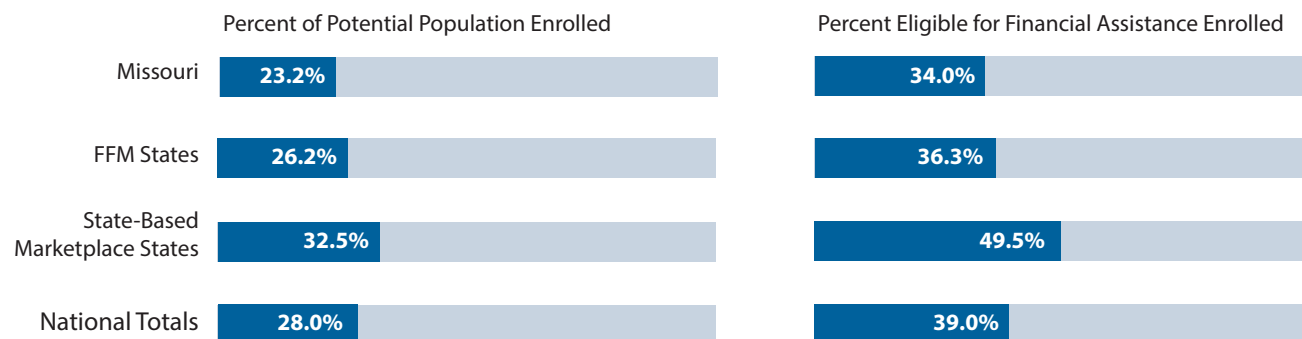 Percent of Potential Population Enrolled
Percent Eligible for Financial Assistance Enrolled
Missouri
23.2%
34.0%
FFM States
26.2%
36.3%
State-Based
Marketplace States
32.5%
49.5%
National Totals
28.0%
39.0%